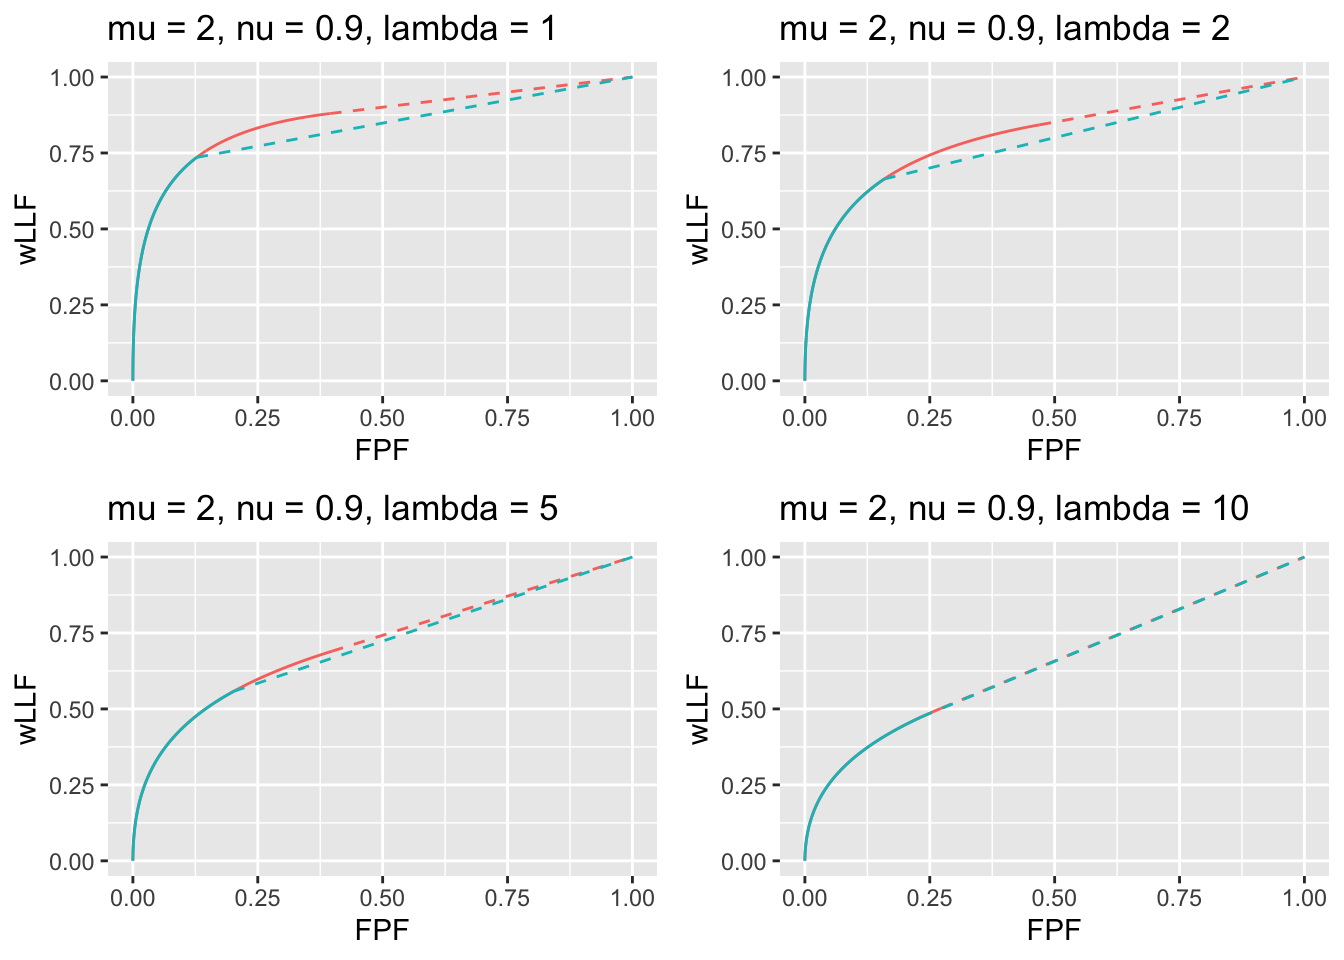 mu = 2, nu = 0.9, lambda = 1
1.00
0.75
0.50
0.25
0.00
wLLF
0.00 0.25 0.50 0.75 1.00
FPF
mu = 2, nu = 0.9, lambda = 2
1.00
0.75
0.50
0.25
0.00
wLLF
0.00 0.25 0.50 0.75 1.00
FPF
mu = 2, nu = 0.9, lambda = 5
1.00
0.75
0.50
0.25
0.00
wLLF
0.00 0.25 0.50 0.75 1.00
FPF
mu = 2, nu = 0.9, lambda = 10
1.00
0.75
0.50
0.25
0.00
wLLF
0.00 0.25 0.50 0.75 1.00
FPF